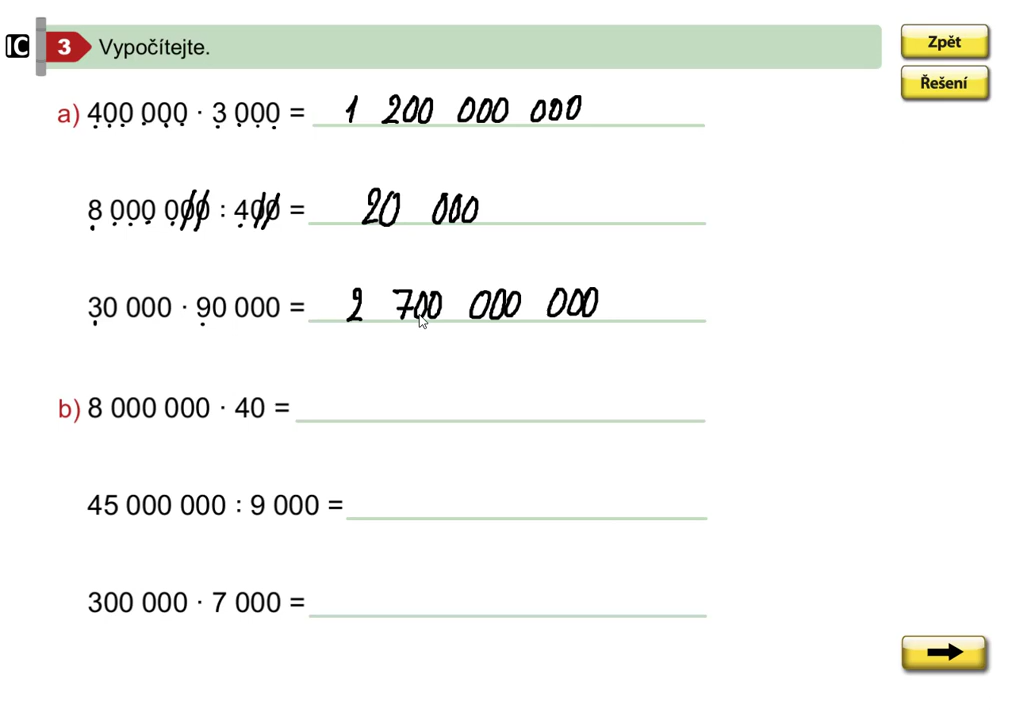 IC 3 Vypočítejte.
Zpět
Řešení
a) 400 000 · 3 000 = 1 200 000 000
8 000 000 : 400 = 20 000
30 000 · 90 000 = 2 700 000 000
b) 8 000 000 · 40 =
45 000 000 : 9 000 =
300 000 · 7 000 =